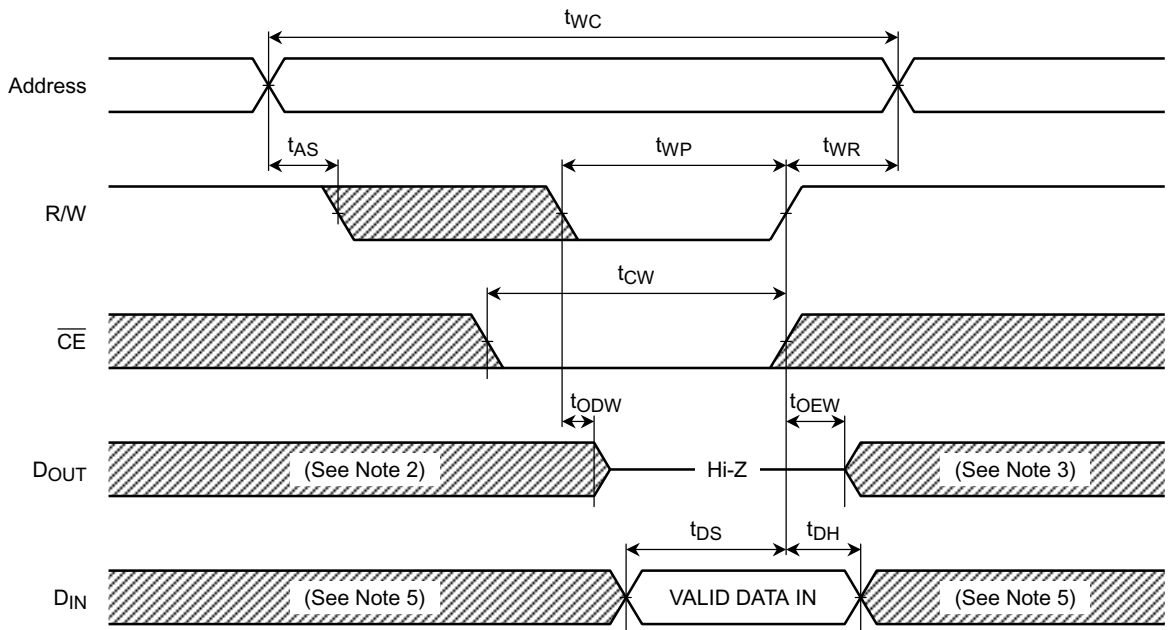 tWC
Address
tAS
tWP
tWR
R/W
tCW
CE
tODW
tOEW
DOUT
(See Note 2)
Hi-Z
(See Note 3)
tDS
tDH
DIN
(See Note 5)
VALID DATA IN
(See Note 5)